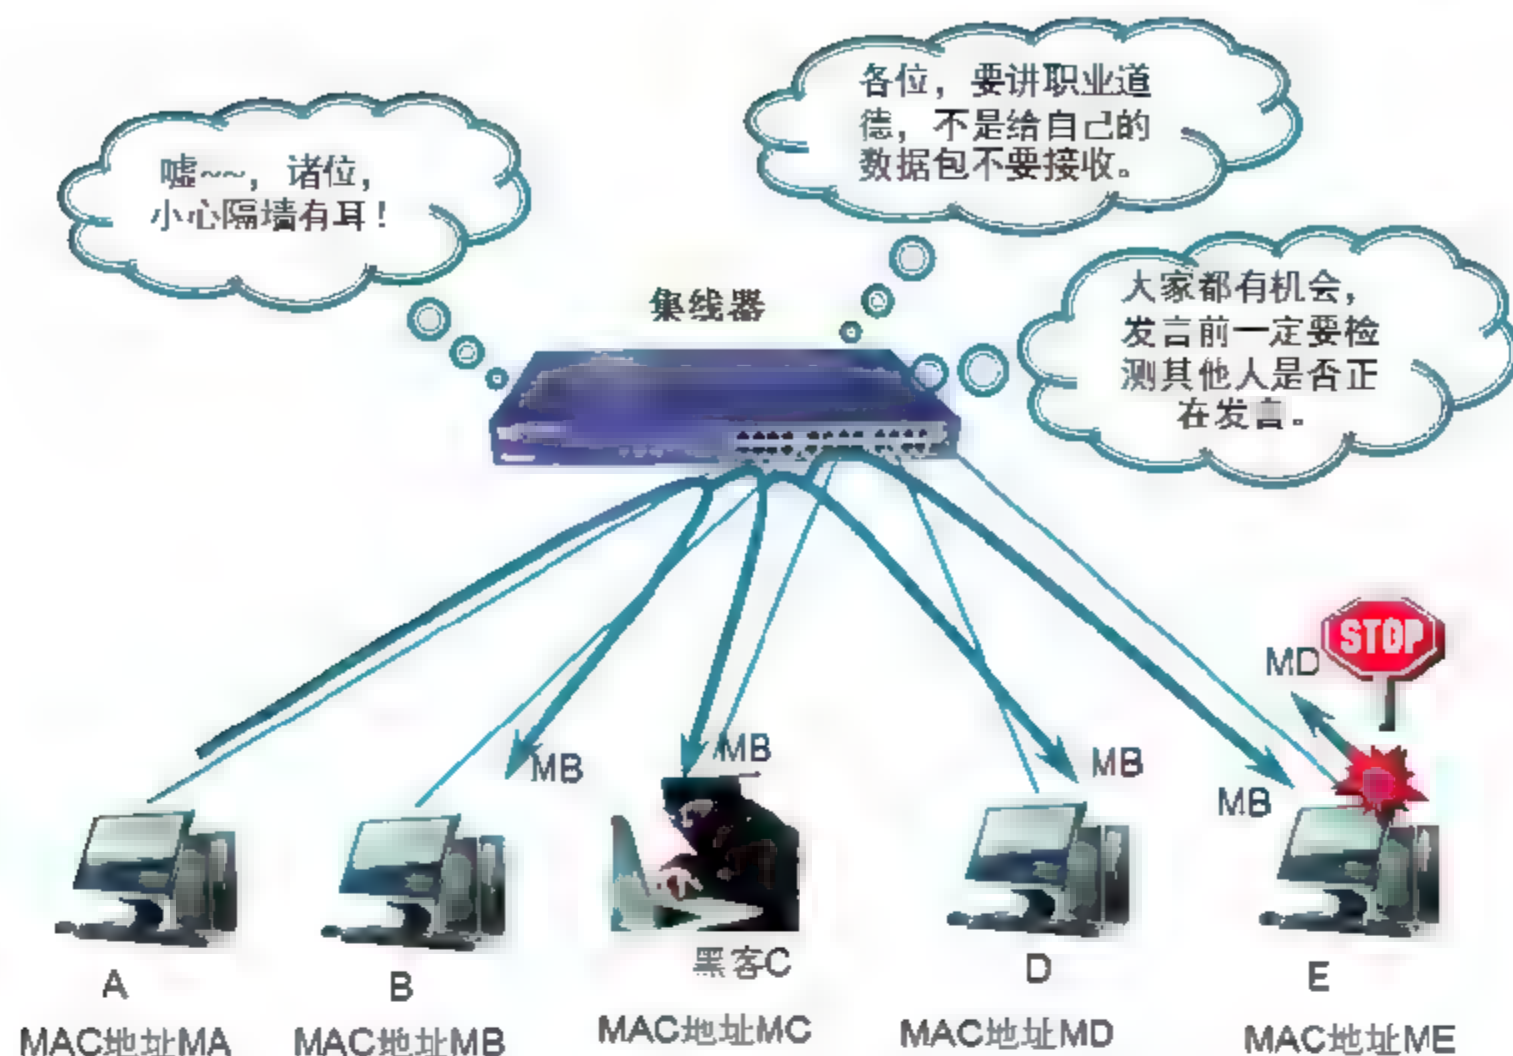 各位，要讲职业道
德，不是给自己的
数据包不要接收。
嘘~~，诸位，
小心隔墙有耳！
大家都有机会，
发言前一定要检
测其他人是否正
在发言。
集线器
STOP
MD
MB
MB
MB
MB
A
B
黑客C
D
E
MAC地址MA
MAC地址MB
MAC地址MC
MAC地址MD
MAC地址ME